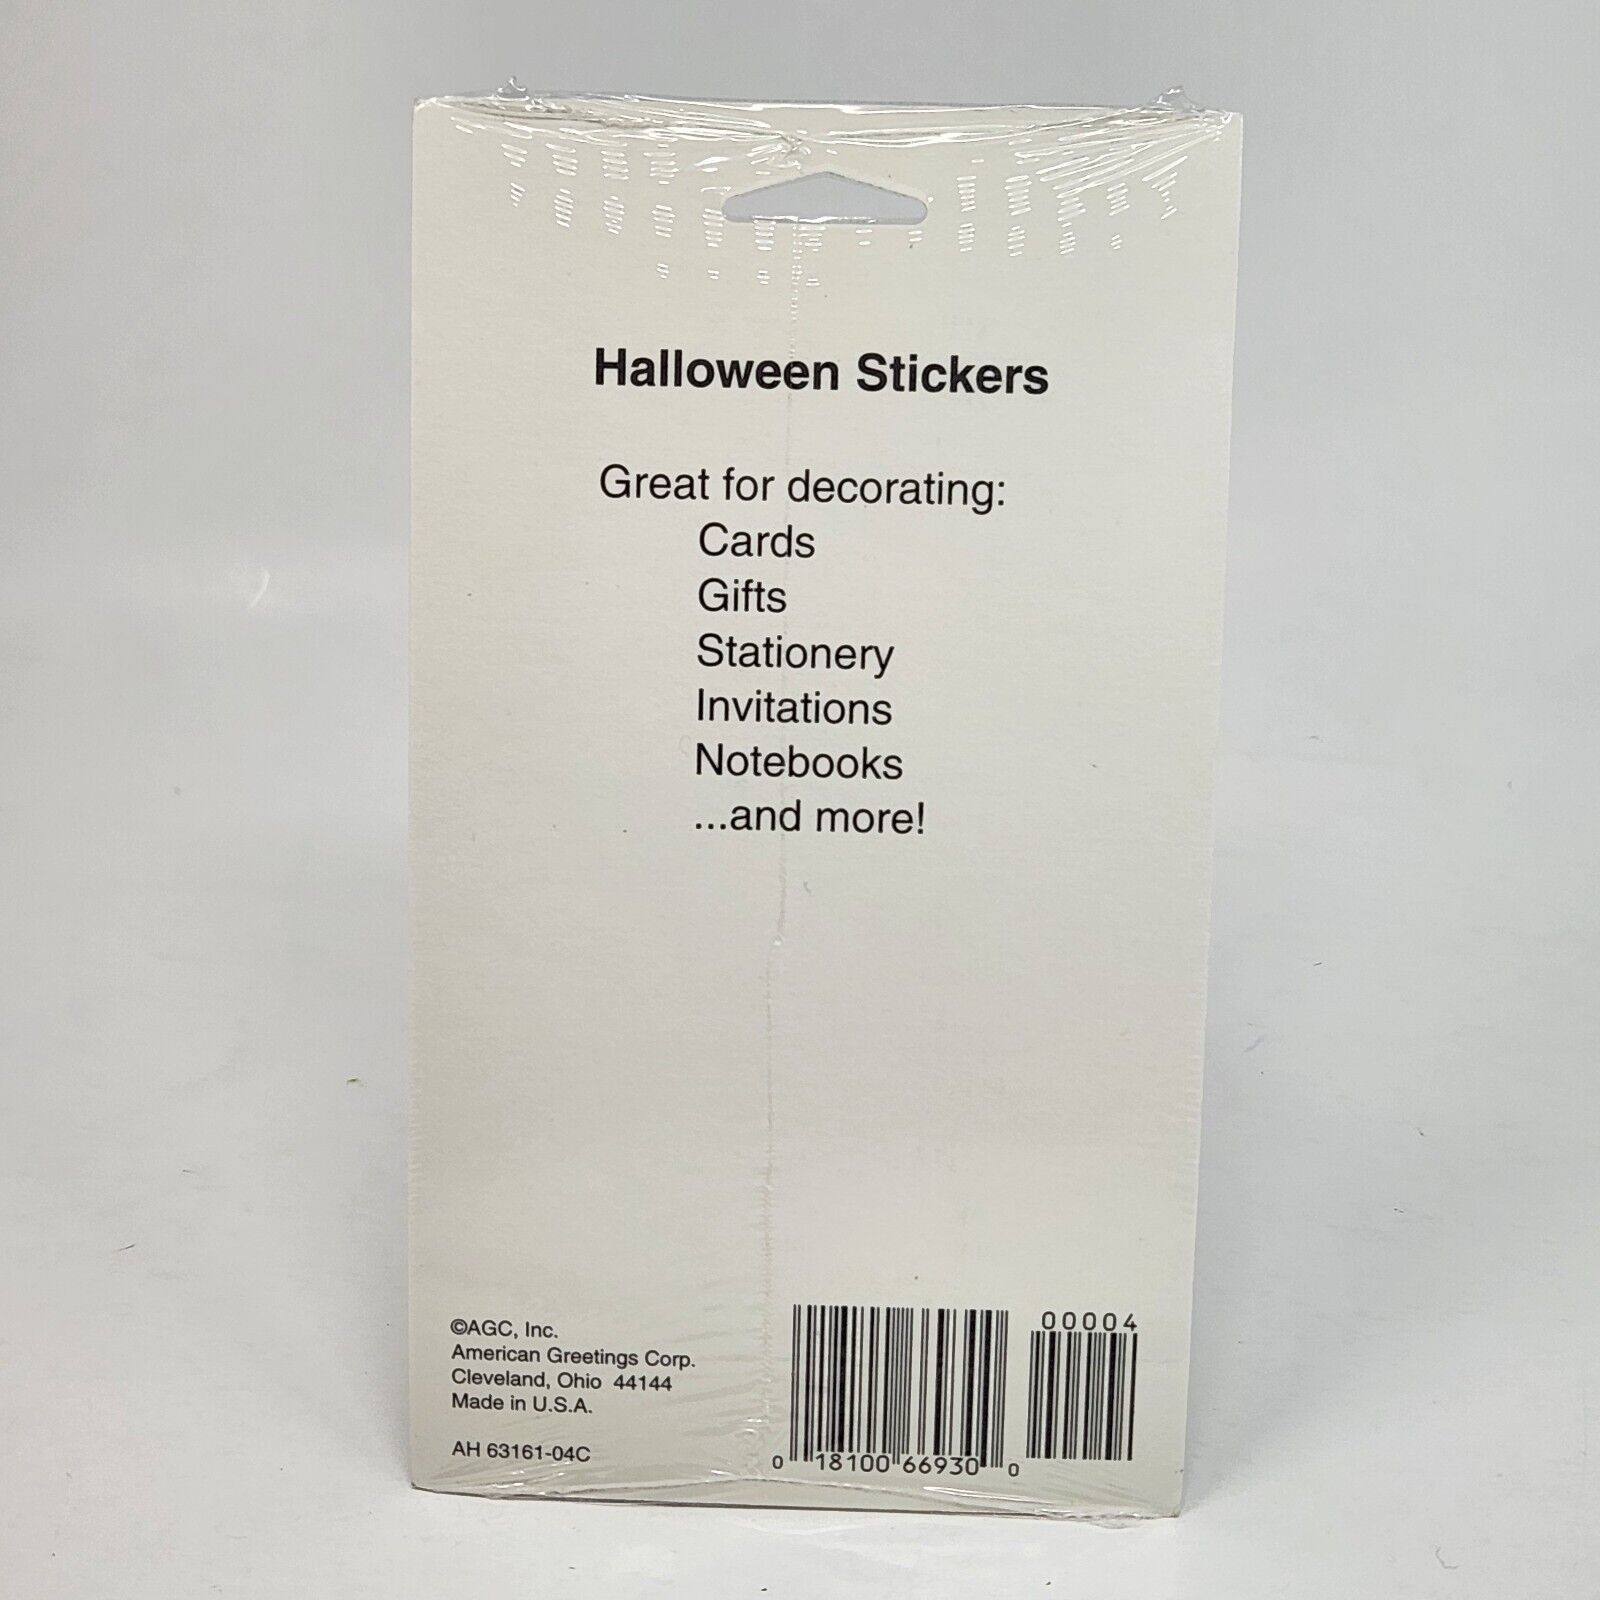 Halloween Stickers
Great for decorating:
Cards
Gifts
Stationery
Invitations
Notebooks
...and more!
©AGC, Inc.
American Greetings Corp.
Cleveland, Ohio 44144
Made in U.S.A.
AH 63161-04C
00004
0 18100 66930 0